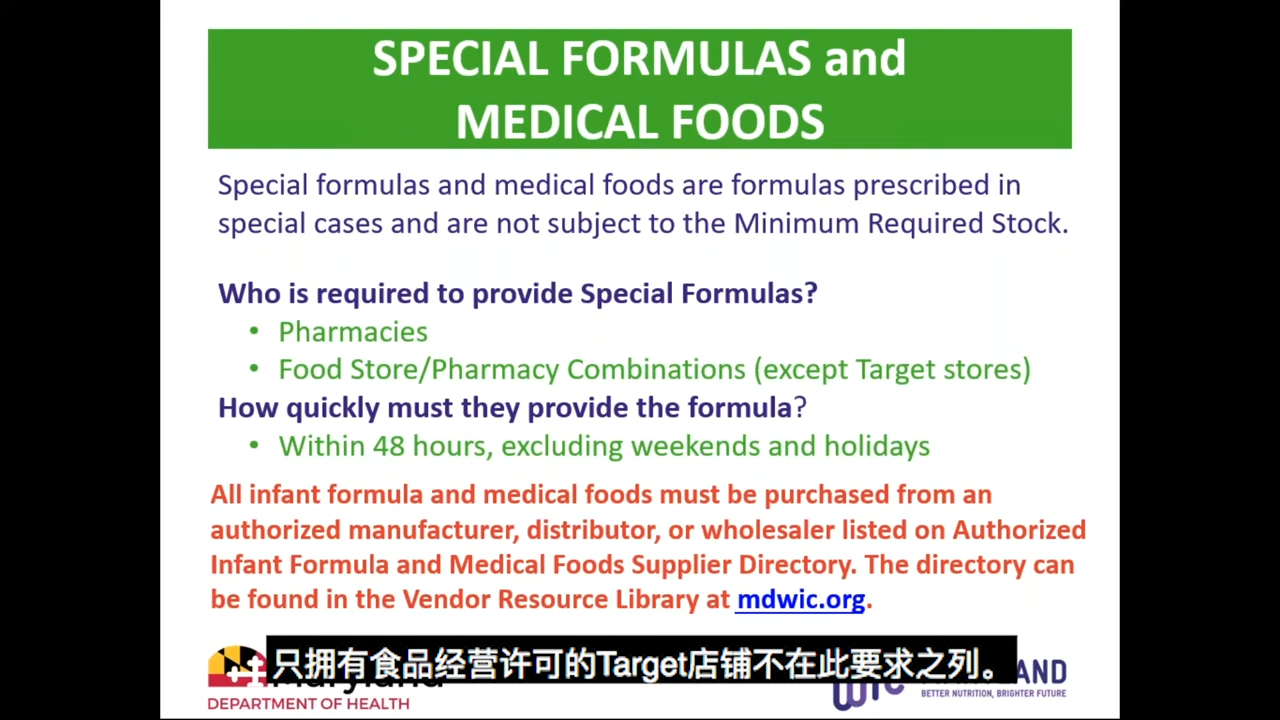 SPECIAL FORMULAS and
MEDICAL FOODS
Special formulas and medical foods are formulas prescribed in
special cases and are not subject to the Minimum Required Stock.
Who is required to provide Special Formulas?
• Pharmacies
• Food Store/Pharmacy Combinations (except Target stores)
How quickly must they provide the formula?
• Within 48 hours, excluding weekends and holidays
All infant formula and medical foods must be purchased from an
authorized manufacturer, distributor, or wholesaler listed on Authorized
Infant Formula and Medical Foods Supplier Directory. The directory can
be found in the Vendor Resource Library at mdwic.org.
只拥有食品经营许可的Target店铺不在此要求之列。
DEPARTMENT OF HEALTH
BETTER NUTRITION, BRIGHTER FUTURE